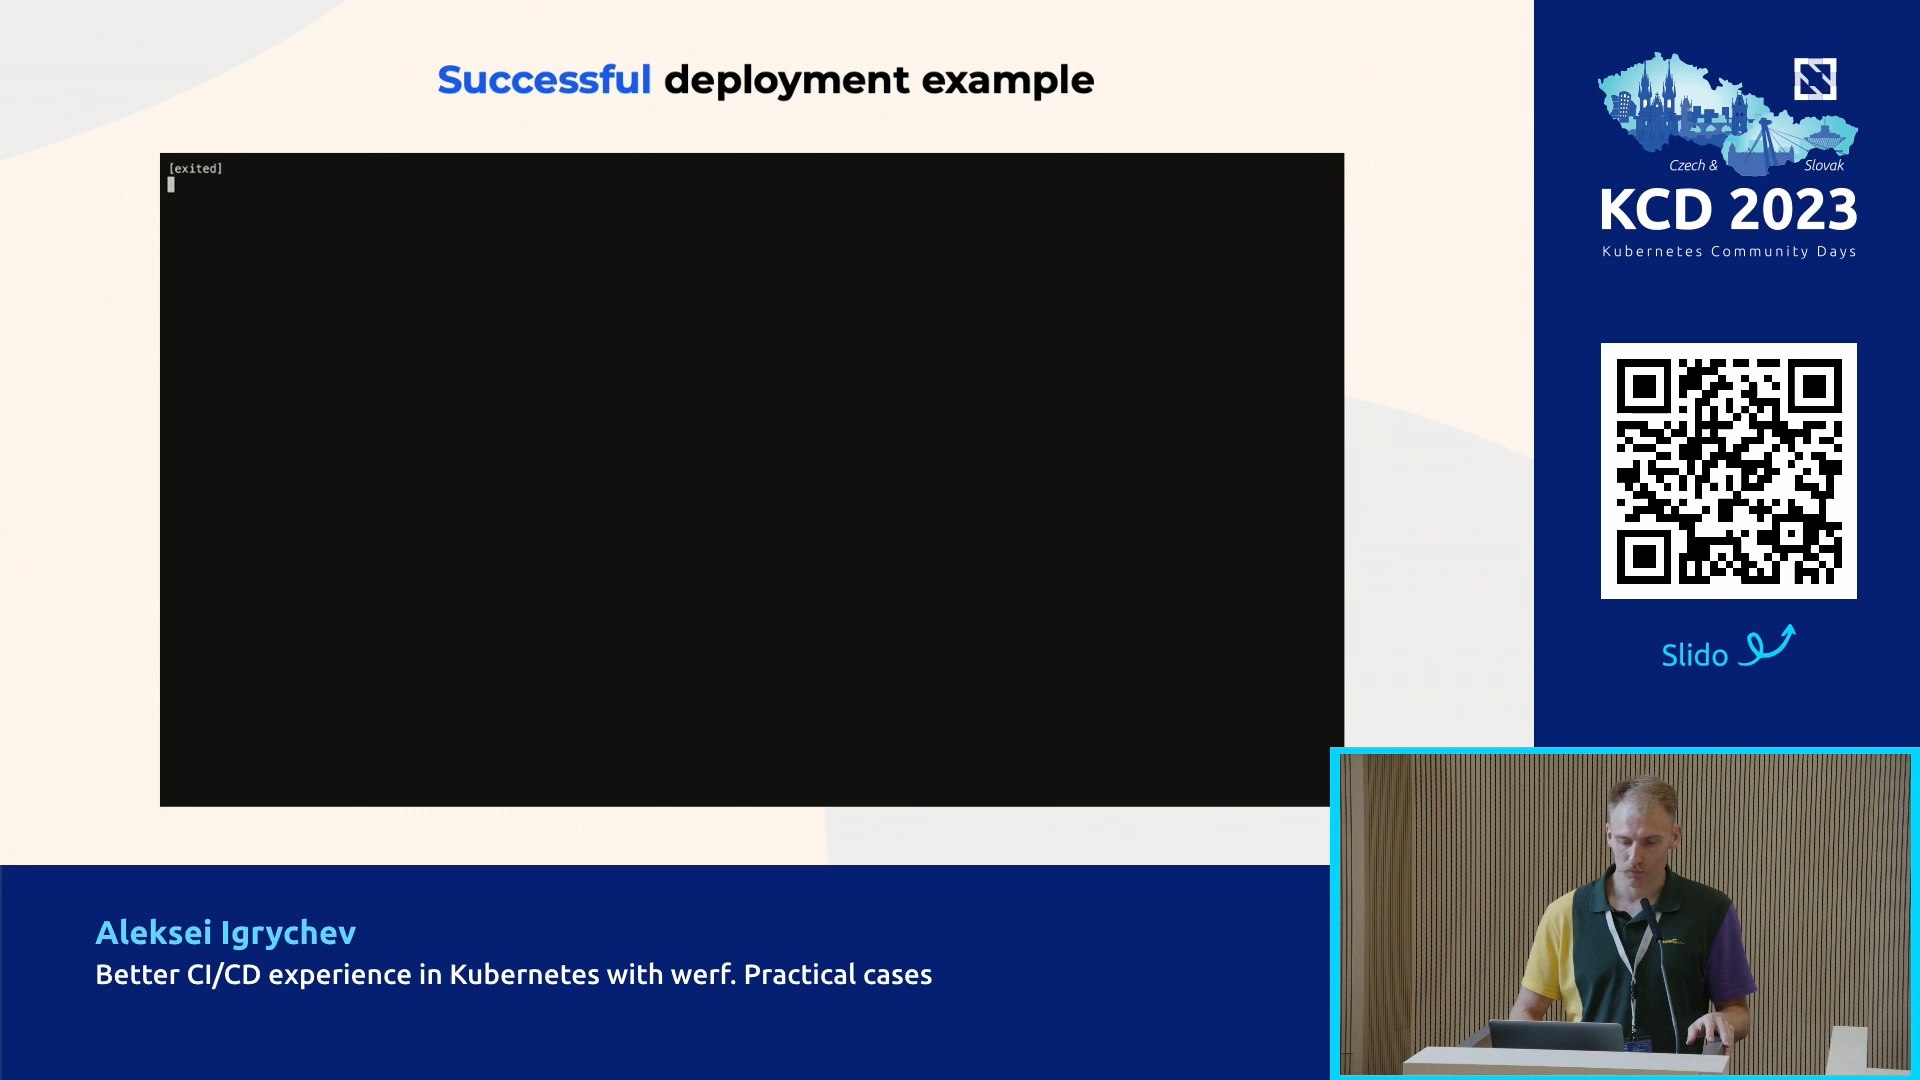 Successful deployment example
[exited]
Czech & Slovak
KCD 2023
Kubernetes Community Days
Slido
Aleksei Igrychev
Better CI/CD experience in Kubernetes with werf. Practical cases